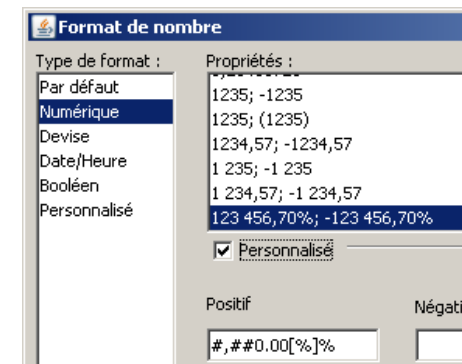 Format de nombre
Type de format :
Par défaut
Numérique
Devise
Date/Heure
Booléen
Personnalisé
Propriétés :
1235; -1235
1235; (1235)
1234,57; -1234,57
1 235; -1 235
1 234,57; -1 234,57
123 456,70%; -123 456,70%
Personnalisé
Positif
Négati
#,##0.00[%]%